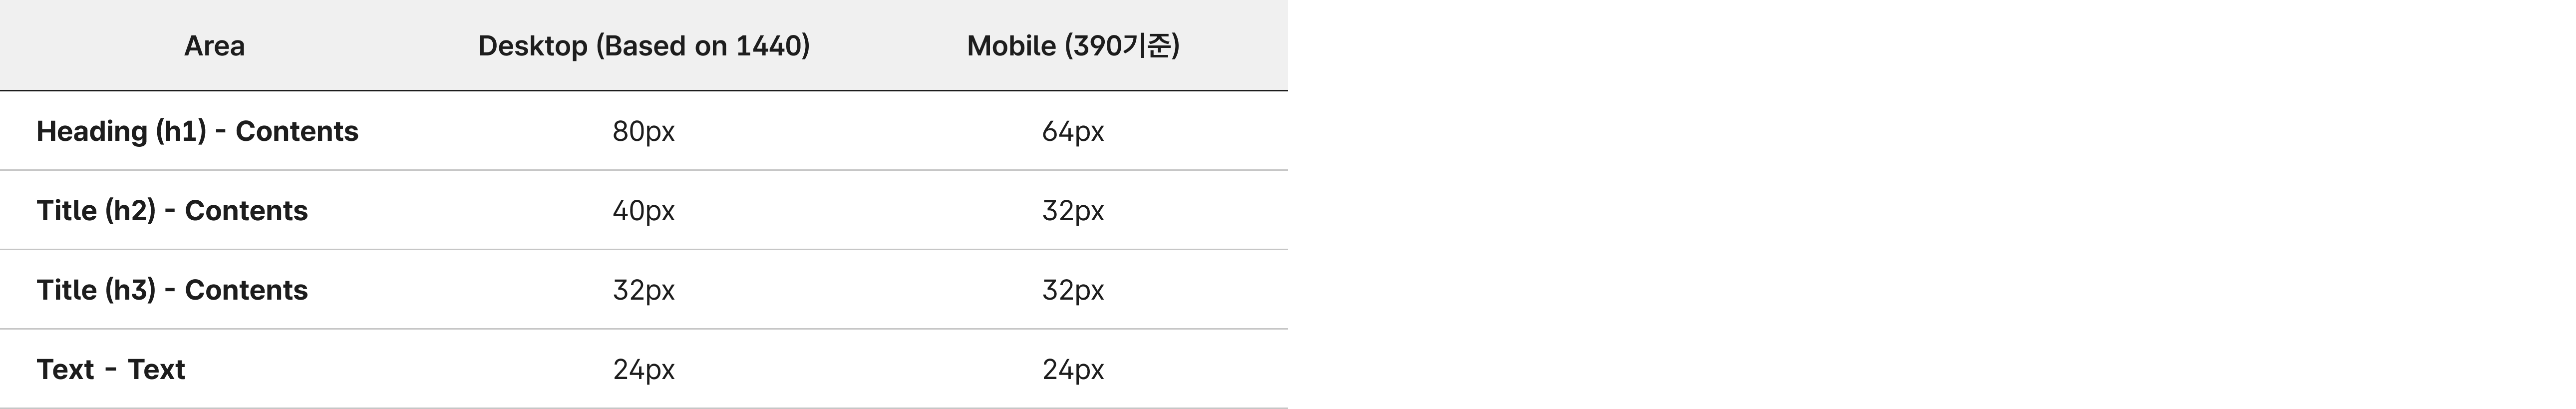 Area Desktop (Based on 1440) Mobile (390기준)
Heading (h1) - Contents 80px 64px
Title (h2) - Contents 40px 32px
Title (h3) - Contents 32px 32px
Text - Text 24px 24px